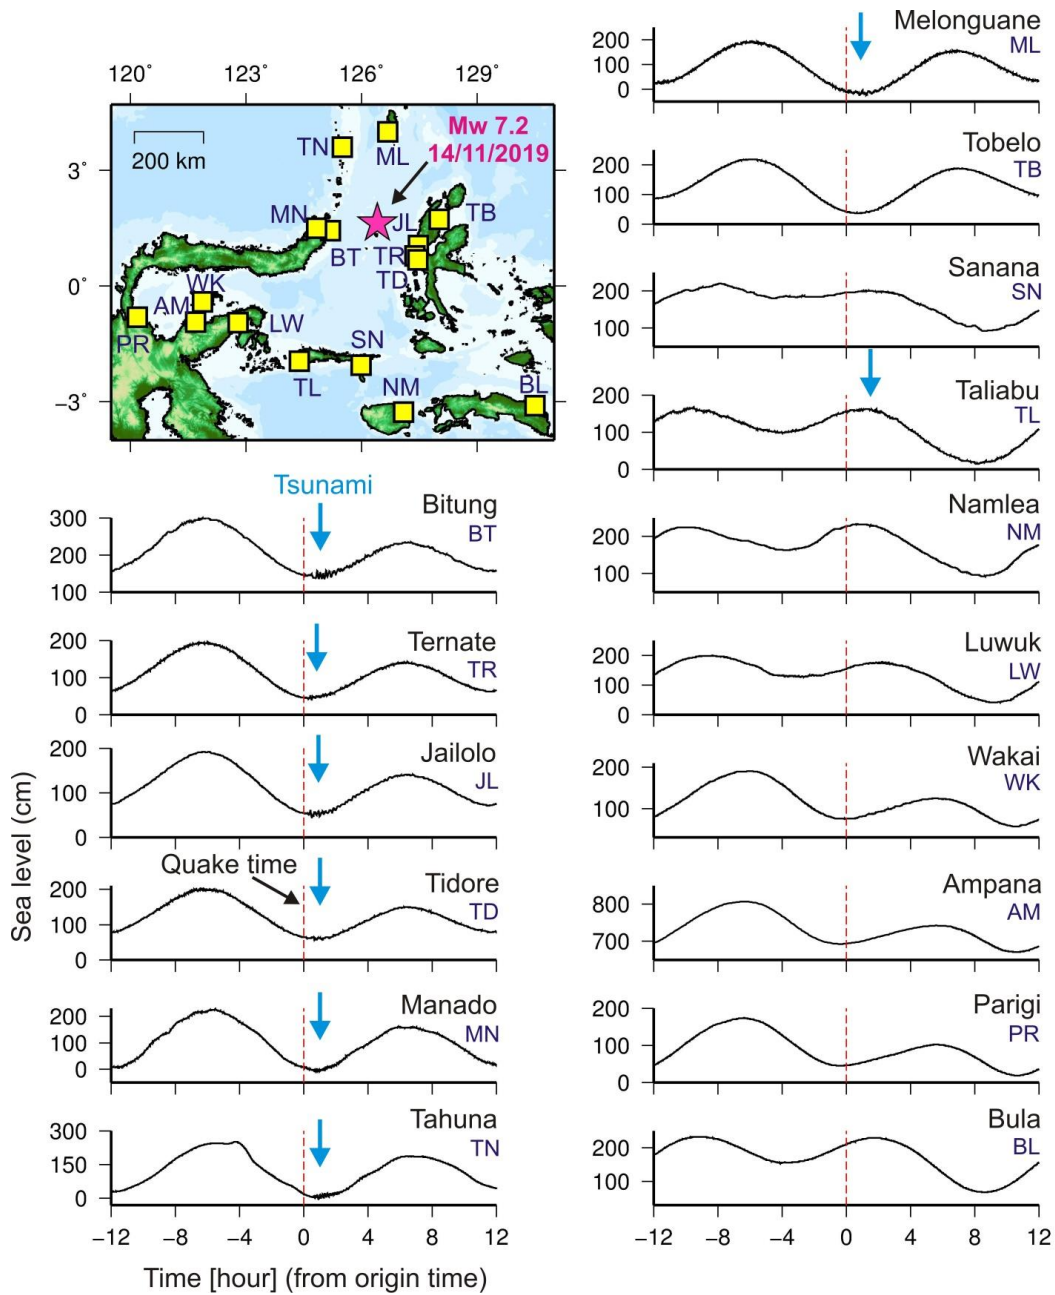 120° 123° 126° 129°
3°
0°
−3°
200 km
Mw 7.2
14/11/2019
TN
ML
MN
BT
JL
TB
TR
TD
WK
AM
PR
LW
TL
SN
NM
BL
Tsunami
Bitung
BT
300
200
100
Ternate
TR
200
100
0
Jailolo
JL
200
100
0
Quake time
Tidore
TD
200
100
0
Manado
MN
200
100
0
Tahuna
TN
300
150
0
−12 −8 −4 0 4 8 12
Time [hour] (from origin time)
Sea level (cm)
Melonguane
ML
200
100
0
Tobelo
TB
200
100
0
Sanana
SN
200
100
Taliabu
TL
200
100
0
Namlea
NM
200
100
Luwuk
LW
200
100
0
Wakai
WK
200
100
Ampana
AM
800
700
Parigi
PR
200
100
0
Bula
BL
200
100
0
−12 −8 −4 0 4 8 12